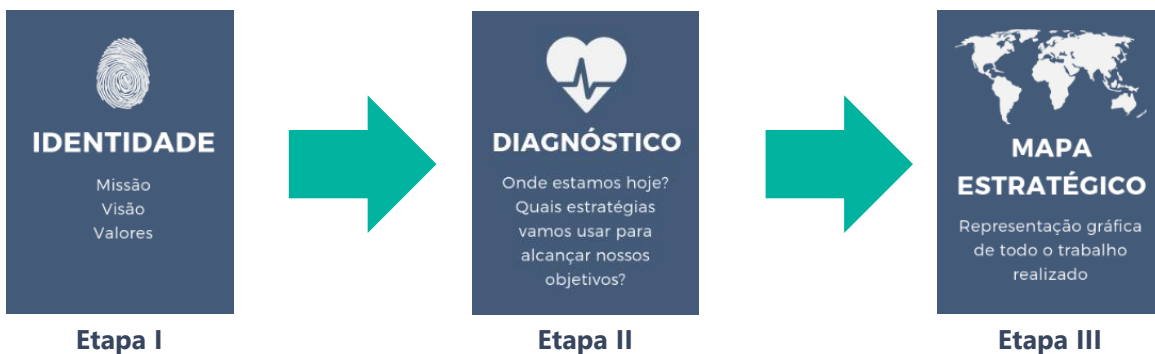 IDENTIDADE
Missão
Visão
Valores
Etapa I
DIAGNÓSTICO
Onde estamos hoje?
Quais estratégias
vamos usar para
alcançar nossos
objetivos?
Etapa II
MAPA
ESTRATÉGICO
Representação gráfica
de todo o trabalho
realizado
Etapa III